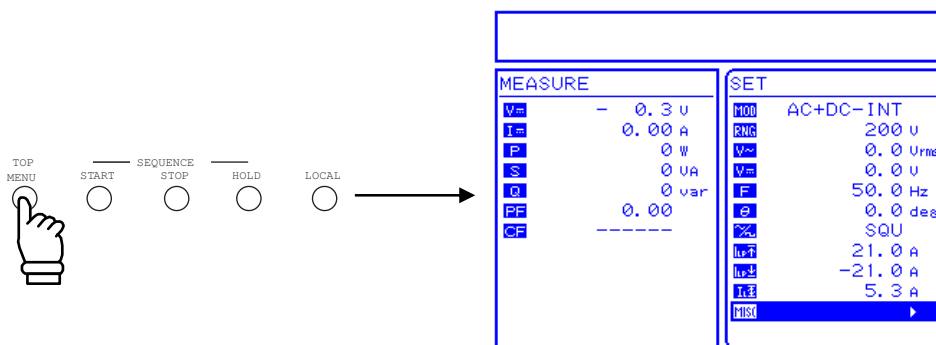 TOP
MENU
SEQUENCE
START
STOP
HOLD
LOCAL
MEASURE
V= - 0.3 V
I= 0.00 A
P 0 W
S 0 VA
Q 0 var
PF 0.00
CF ------
SET
MOD AC+DC-INT
RNG 200 V
V~ 0.0 Vrms
V= 0.0 V
F 50.0 Hz
θ 0.0 deg
SQU
21.0 A
-21.0 A
5.3 A
MISC